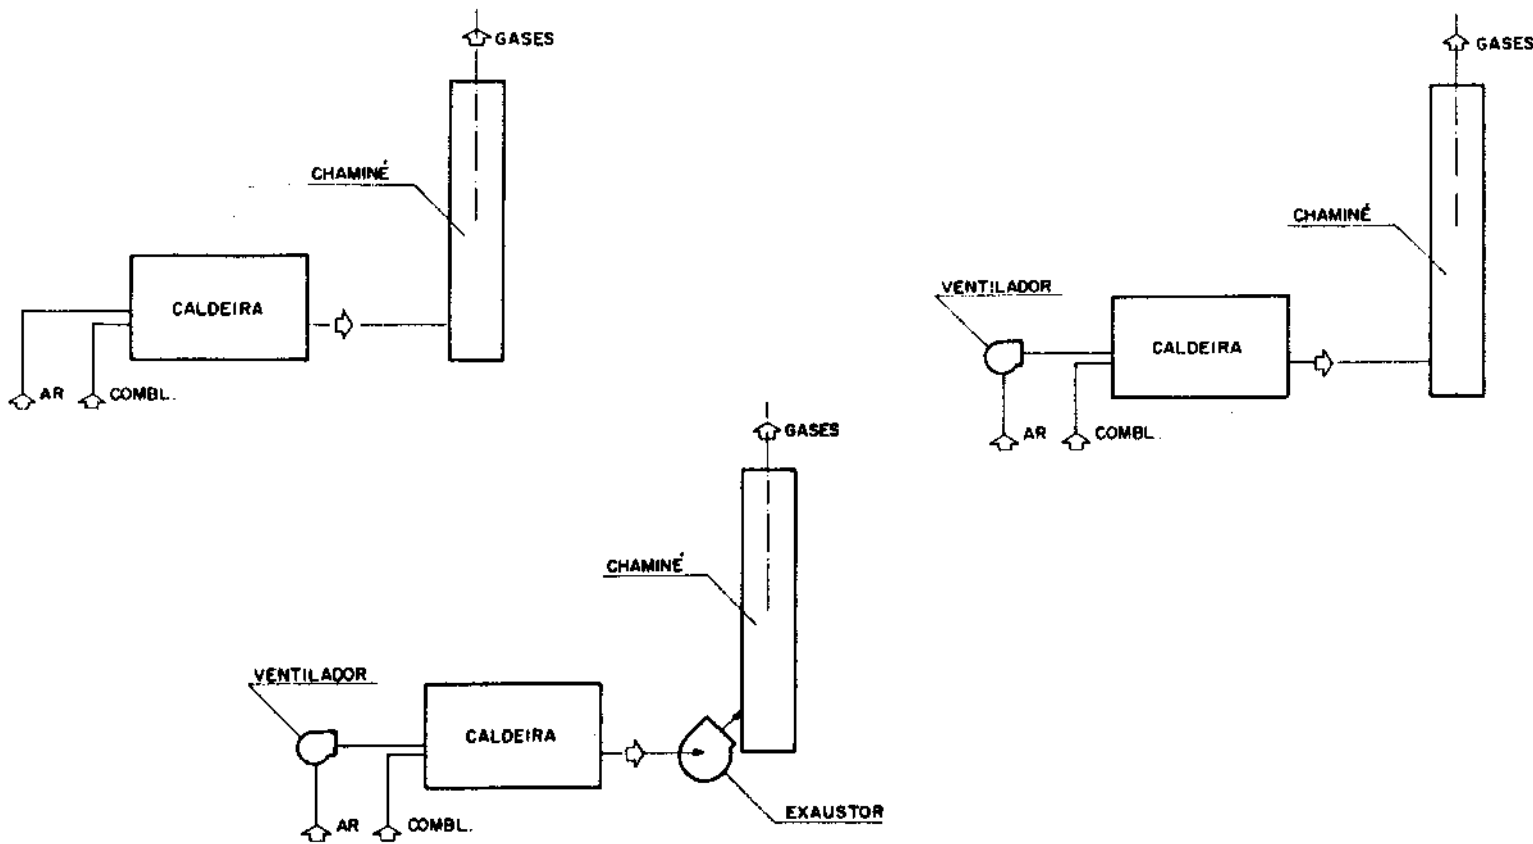 GASES
CHAMINÉ
CALDEIRA
AR
COMBL.
GASES
CHAMINÉ
VENTILADOR
CALDEIRA
AR
COMBL.
GASES
CHAMINÉ
VENTILADOR
CALDEIRA
EXAUSTOR
AR
COMBL.